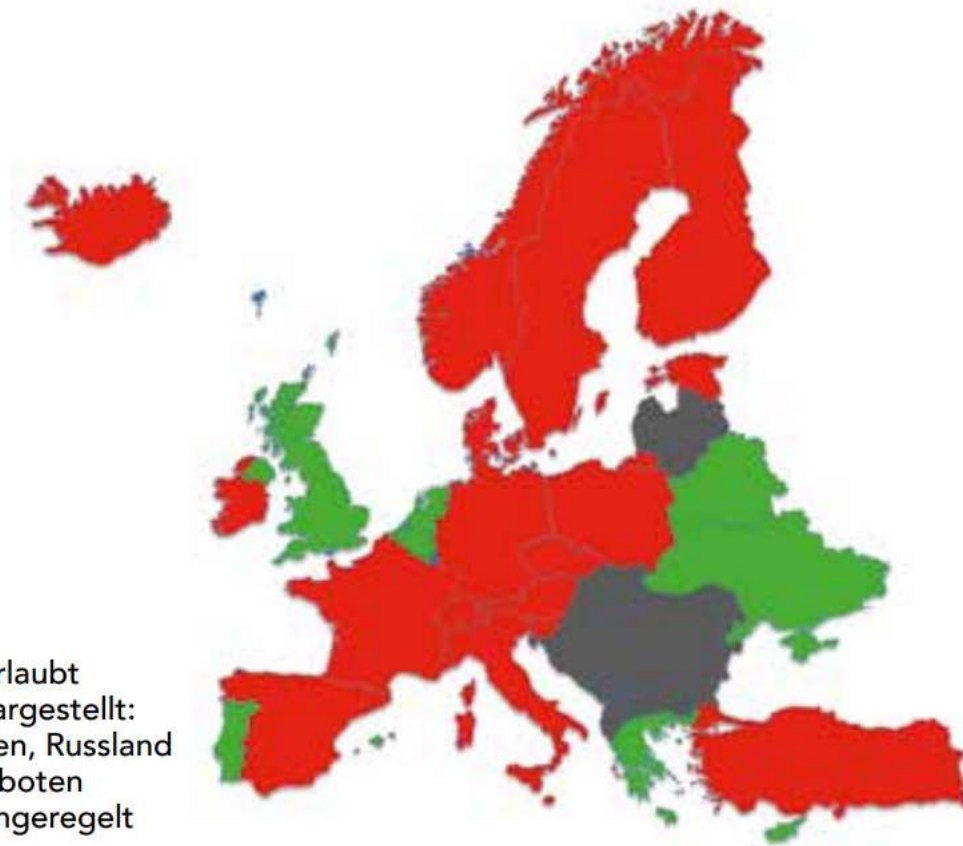 rlaubt
argestellt:
en, Russland
boten
ngeregelt